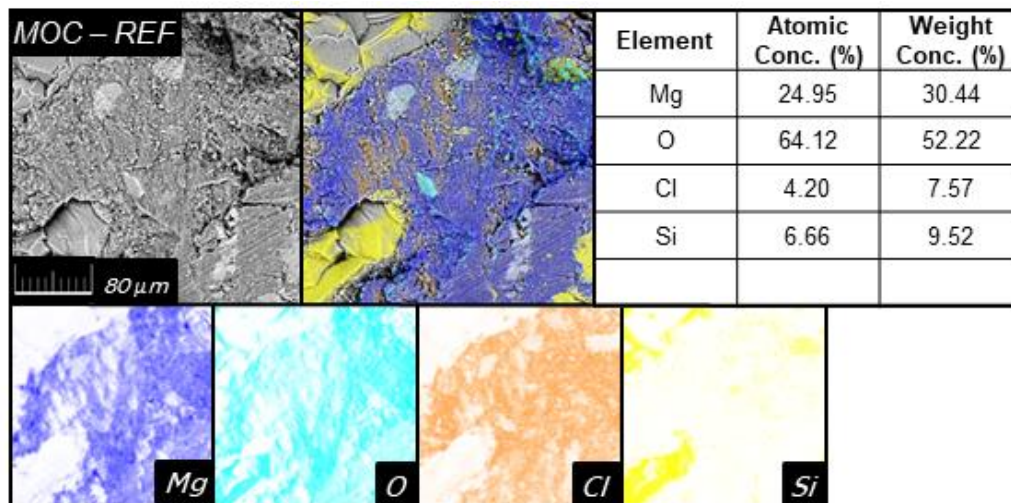 MOC – REF
80 µm
Element Atomic Conc. (%) Weight Conc. (%)
Mg 24.95 30.44
O 64.12 52.22
Cl 4.20 7.57
Si 6.66 9.52
Mg
O
Cl
Si